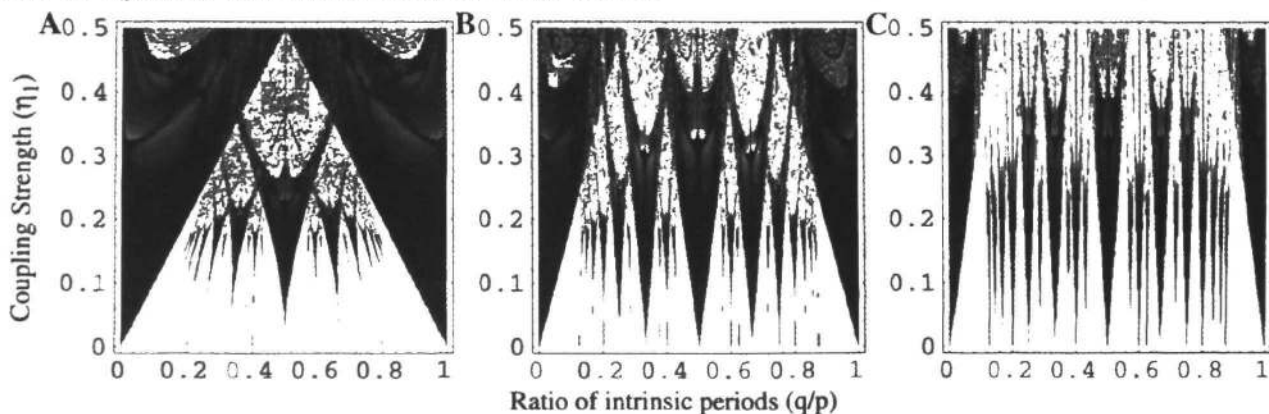 A B C
0.5 0.5 0.5
0.4 0.4 0.4
0.3 0.3 0.3
0.2 0.2 0.2
0.1 0.1 0.1
0 0 0
0 0.2 0.4 0.6 0.8 1 0 0.2 0.4 0.6 0.8 1 0 0.2 0.4 0.6 0.8 1
Coupling Strength (η1)
Ratio of intrinsic periods (q/p)